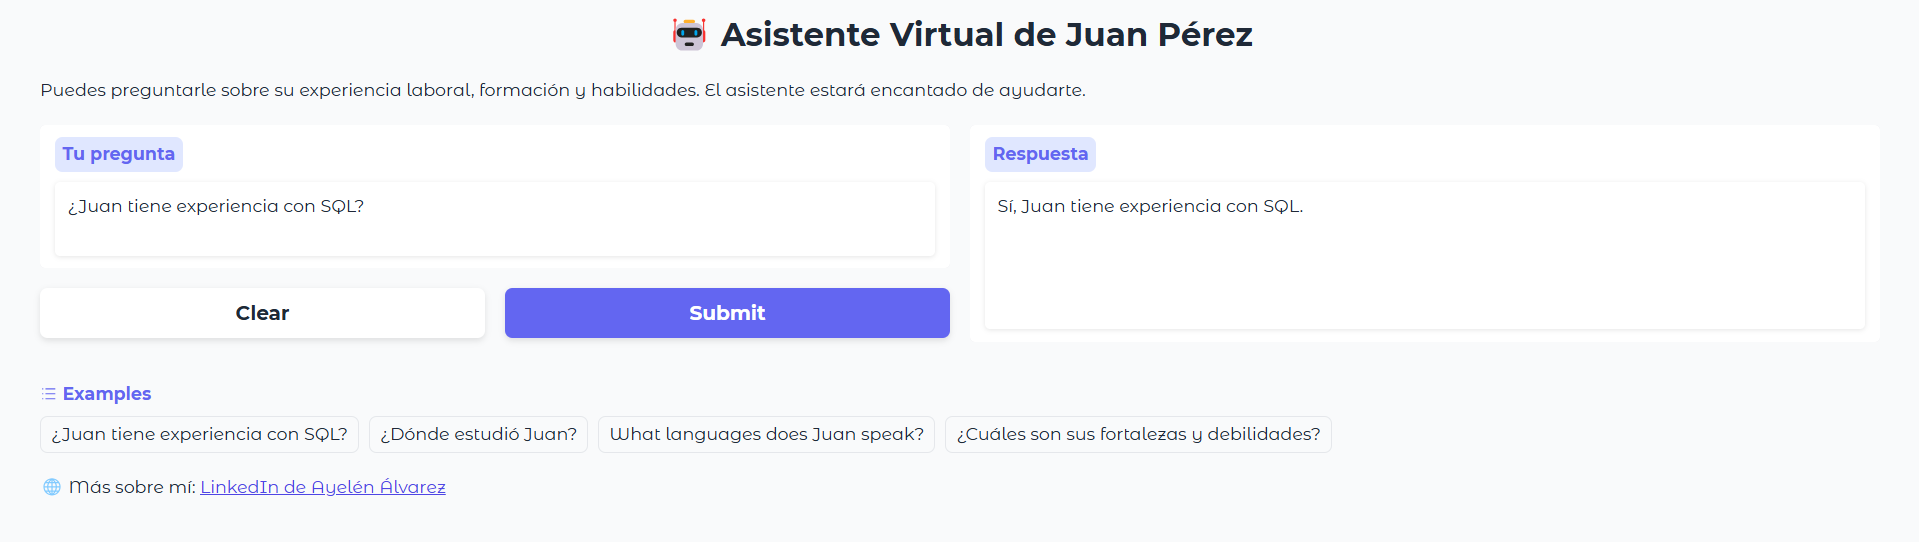 Asistente Virtual de Juan Pérez
Puedes preguntarle sobre su experiencia laboral, formación y habilidades. El asistente estará encantado de ayudarte.
Tu pregunta
¿Juan tiene experiencia con SQL?
Clear
Submit
Respuesta
Sí, Juan tiene experiencia con SQL.
Examples
¿Juan tiene experiencia con SQL?
¿Dónde estudió Juan?
What languages does Juan speak?
¿Cuáles son sus fortalezas y debilidades?
Más sobre mí: LinkedIn de Ayelén Álvarez